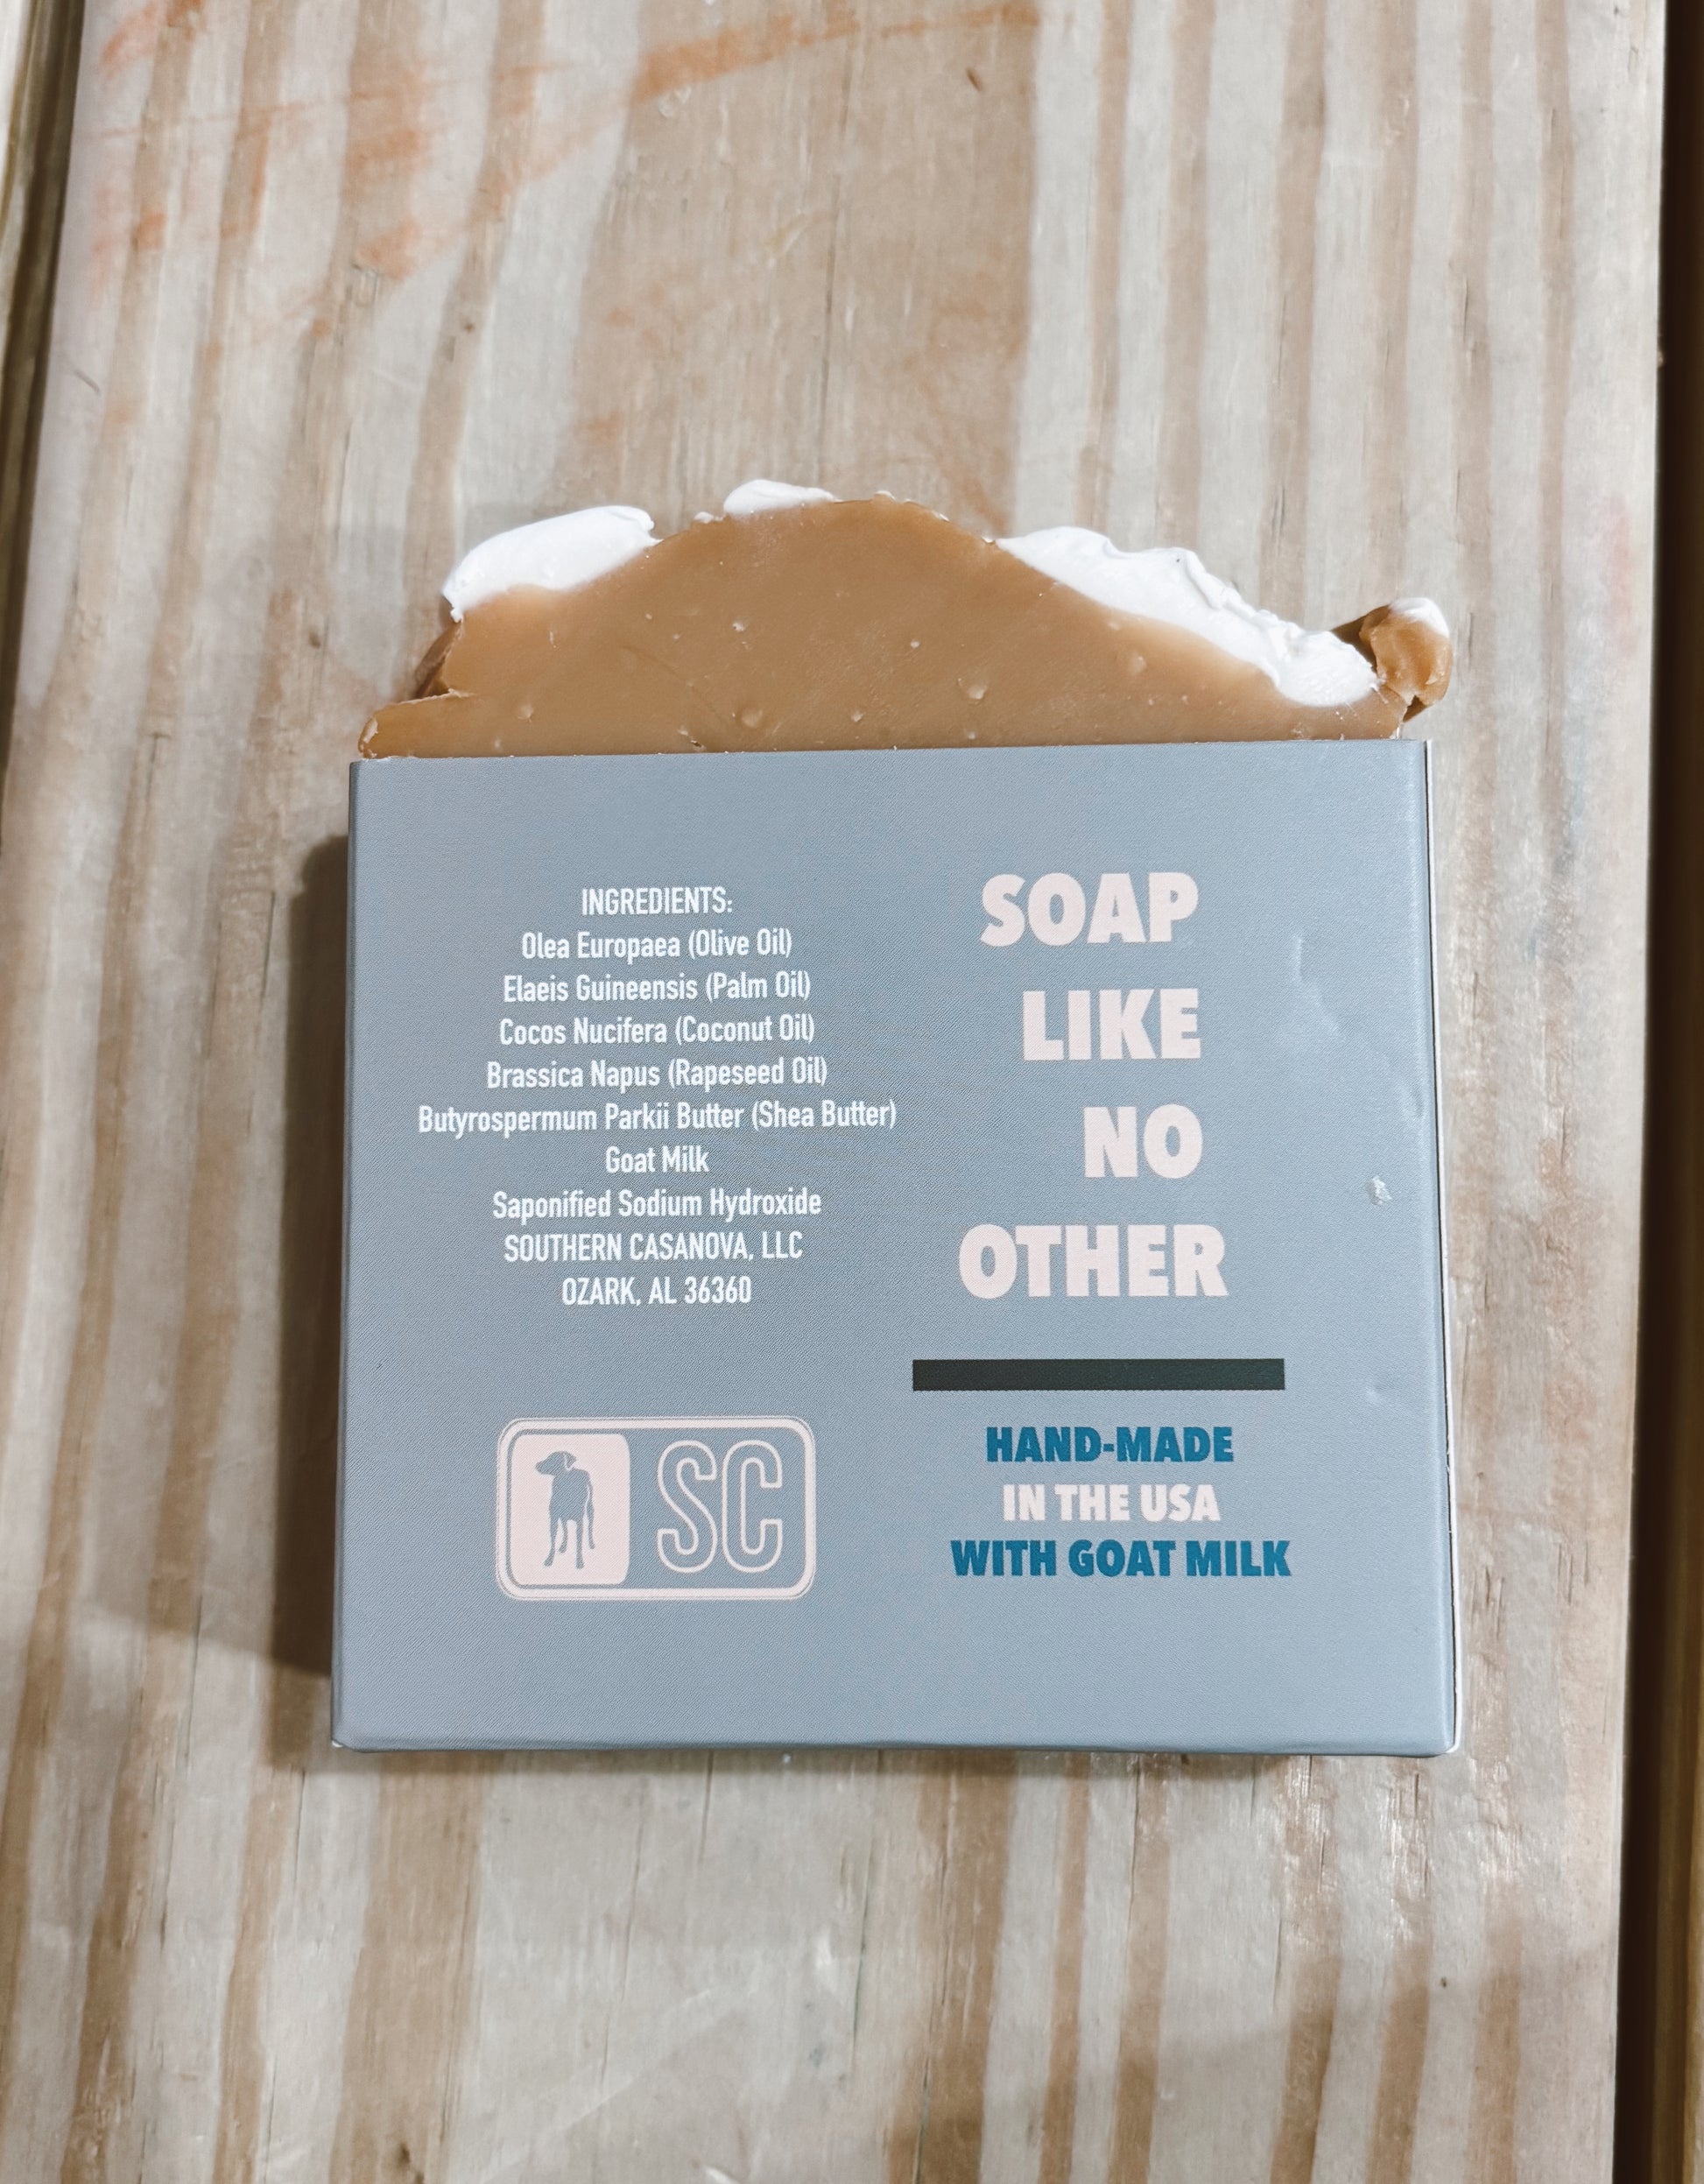 INGREDIENTS:
Olea Europaea (Olive Oil)
Elaeis Guineensis (Palm Oil)
Cocos Nucifera (Coconut Oil)
Brassica Napus (Rapeseed Oil)
Butyrospermum Parkii Butter (Shea Butter)
Goat Milk
Saponified Sodium Hydroxide
SOUTHERN CASANOVA, LLC
OZARK, AL 36360
SC
SOAP
LIKE
NO
OTHER
HAND-MADE
IN THE USA
WITH GOAT MILK